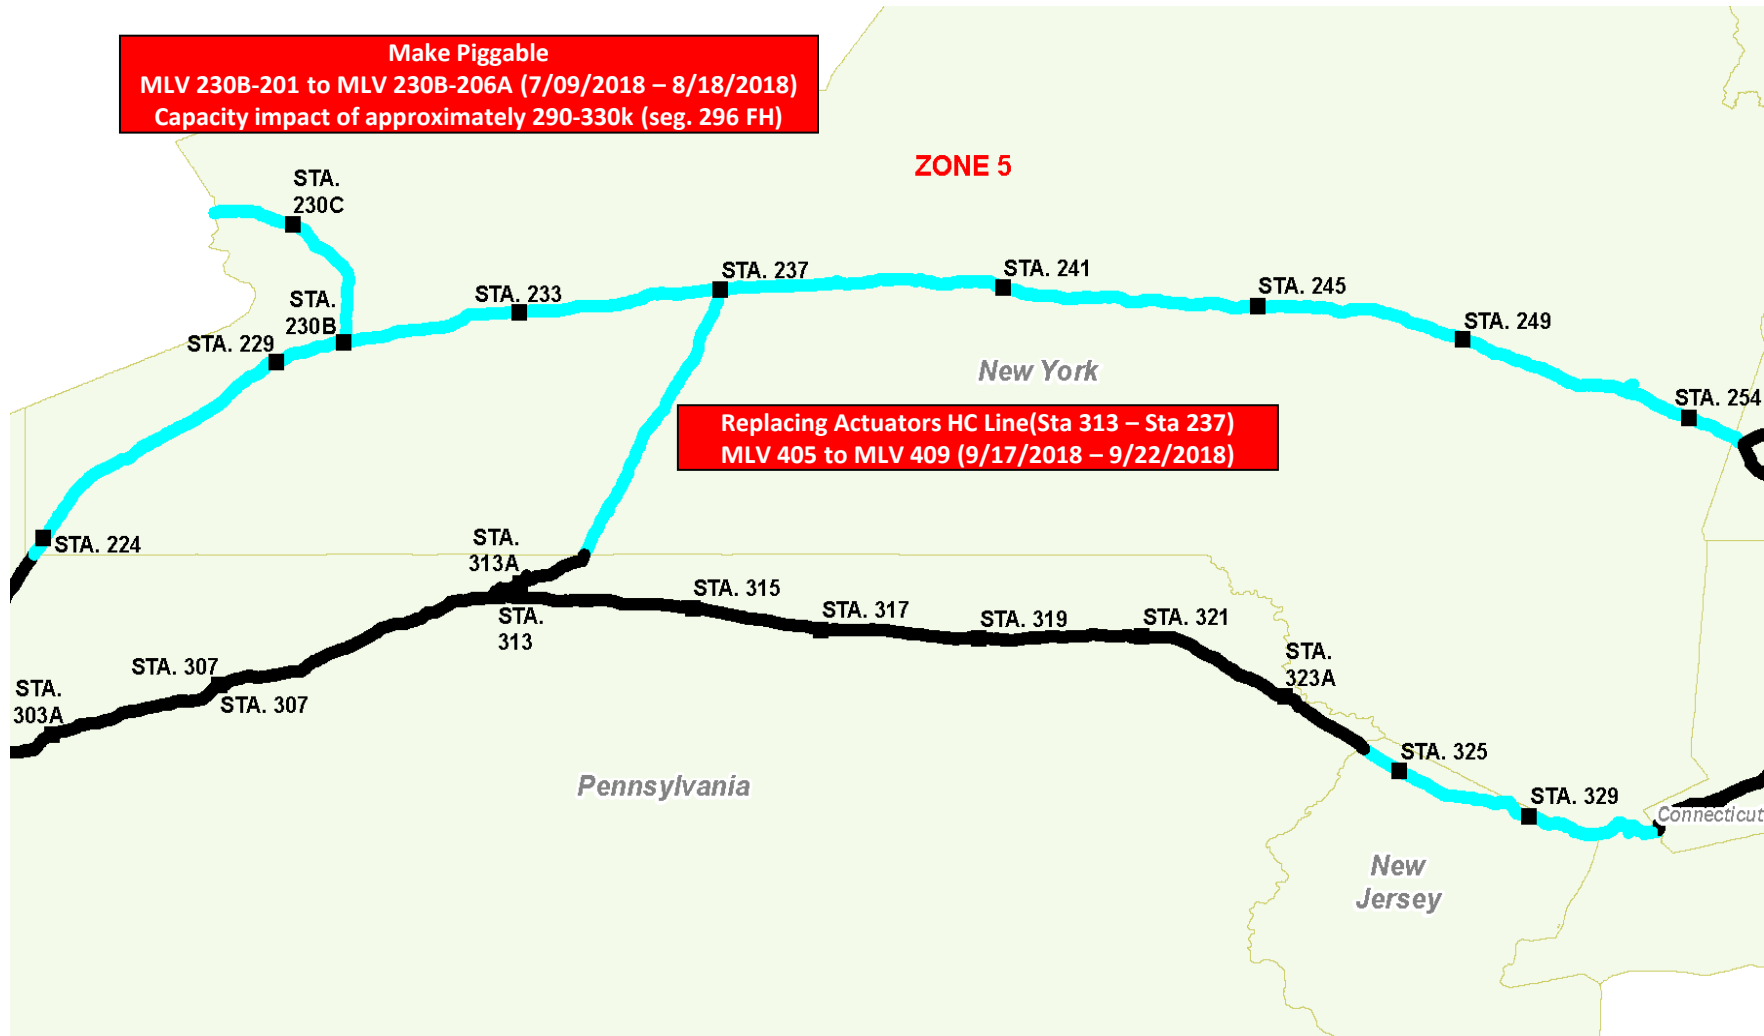 Make Piggable
MLV 230B-201 to MLV 230B-206A (7/09/2018 – 8/18/2018)
Capacity impact of approximately 290-330k (seg. 296 FH)
ZONE 5
STA.
230C
STA. 237
STA. 241
STA. 245
STA. 233
STA.
230B
STA. 229
STA. 249
New York
STA. 254
Replacing Actuators HC Line(Sta 313 – Sta 237)
MLV 405 to MLV 409 (9/17/2018 – 9/22/2018)
STA. 224
STA.
313A
STA. 315
STA. 317
STA. 319
STA. 321
STA.
313
STA. 307
STA. 307
STA.
303A
STA.
323A
STA. 325
STA. 329
Pennsylvania
Connecticut
New
Jersey